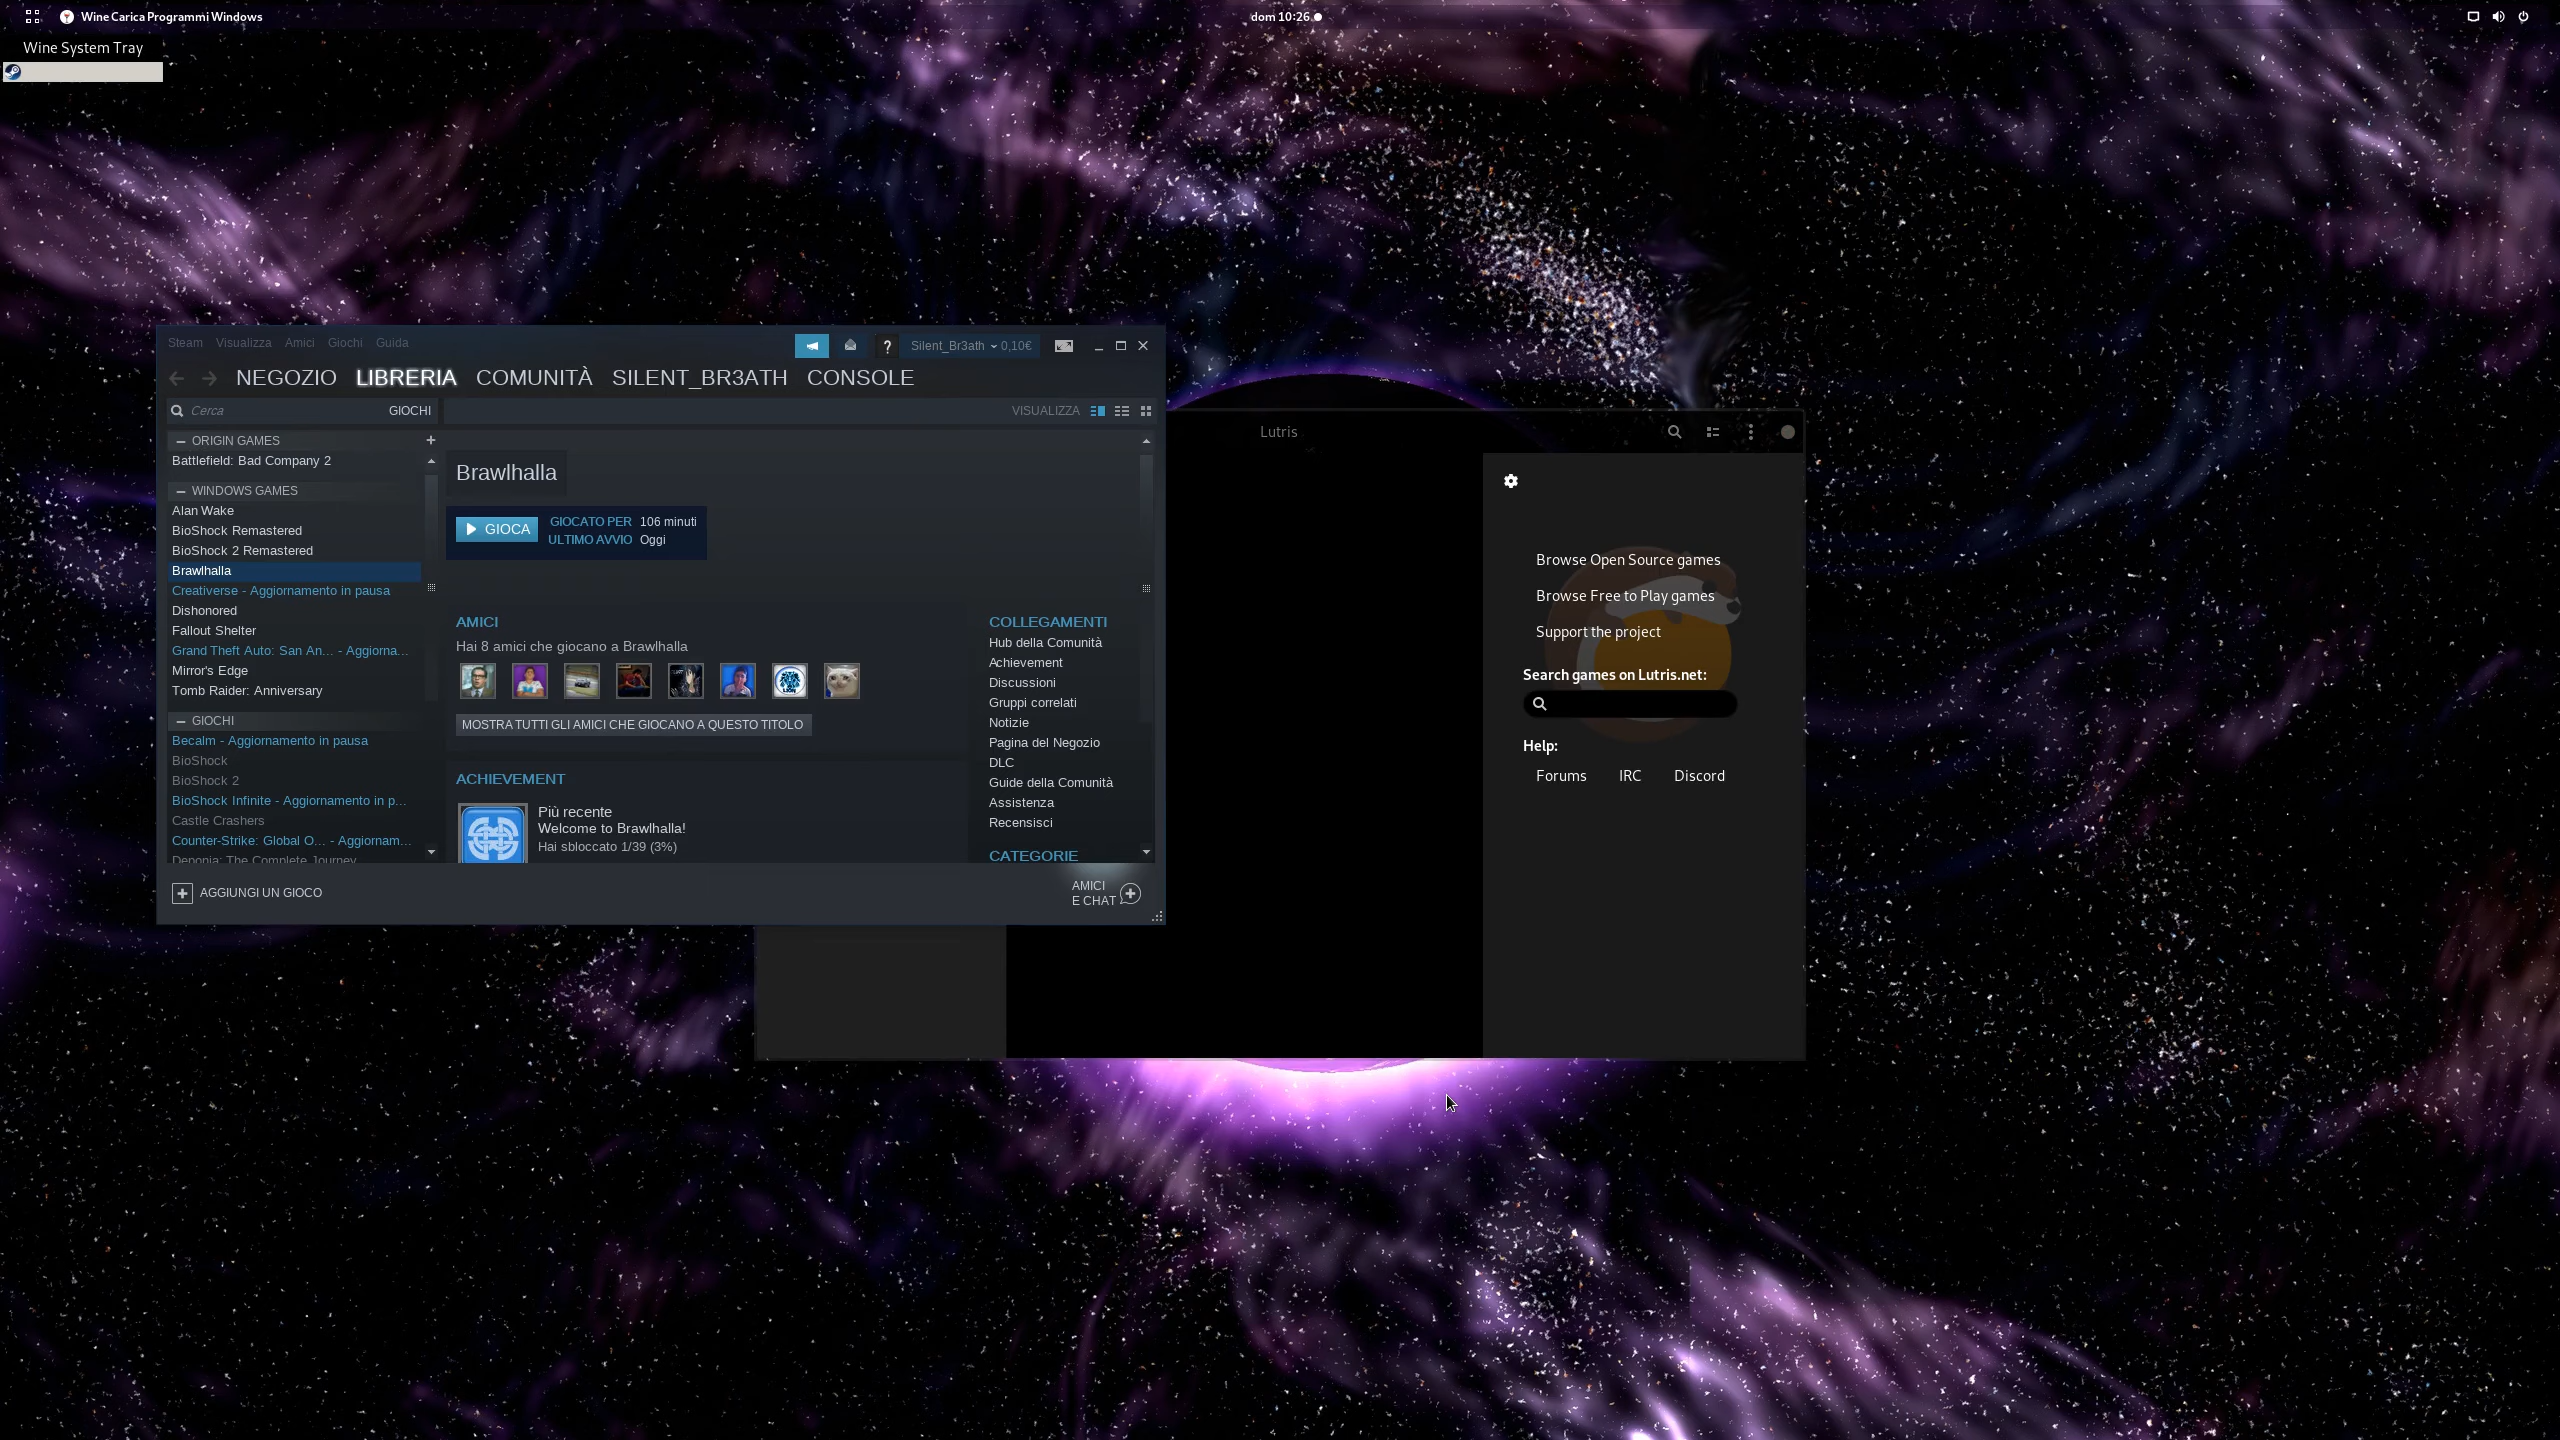 Wine Carica Programmi Windows
dom 10:26
Wine System Tray
Steam Visualizza Amici Giochi Guida
? Silent_Br3ath 0,10€
NEGOZIO LIBRERIA COMUNITÀ SILENT_BR3ATH CONSOLE
Cerca GIOCHI
VISUALIZZA
ORIGIN GAMES
Battlefield: Bad Company 2
WINDOWS GAMES
Alan Wake
BioShock Remastered
BioShock 2 Remastered
Brawlhalla
Creativerse - Aggiornamento in pausa
Dishonored
Fallout Shelter
Grand Theft Auto: San An... - Aggiorna...
Mirror's Edge
Tomb Raider: Anniversary
GIOCHI
Becalm - Aggiornamento in pausa
BioShock
BioShock 2
BioShock Infinite - Aggiornamento in p...
Castle Crashers
Counter-Strike: Global O... - Aggiornam...
Deponia: The Complete Journey
Brawlhalla
GIOCA
GIOCATO PER 106 minuti
ULTIMO AVVIO Oggi
AMICI
Hai 8 amici che giocano a Brawlhalla
LION
MOSTRA TUTTI GLI AMICI CHE GIOCANO A QUESTO TITOLO
ACHIEVEMENT
Più recente
Welcome to Brawlhalla!
Hai sbloccato 1/39 (3%)
COLLEGAMENTI
Hub della Comunità
Achievement
Discussioni
Gruppi correlati
Notizie
Pagina del Negozio
DLC
Guide della Comunità
Assistenza
Recensisci
CATEGORIE
AGGIUNGI UN GIOCO
AMICI
E CHAT
Lutris
Browse Open Source games
Browse Free to Play games
Support the project
Search games on Lutris.net:
Help:
Forums IRC Discord